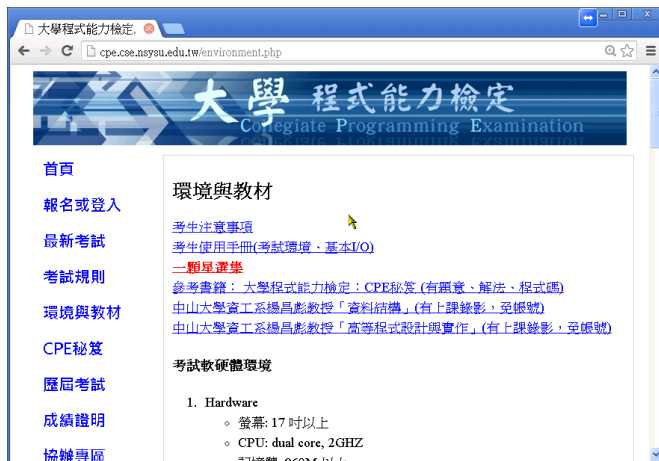 大學程式能力檢定,
cpe.cse.nsysu.edu.tw/environment.php
大學 程式能力檢定
Collegiate Programming Examination
首頁
報名或登入
最新考試
考試規則
環境與教材
CPE秘笈
歷屆考試
成績證明
協辦專區
環境與教材
考生注意事項
考生使用手冊(考試環境、基本I/O)
一顆星選集
參考書籍： 大學程式能力檢定：CPE秘笈 (有題意、解法、程式碼)
中山大學資工系楊昌彪教授「資料結構」(有上課錄影，免帳號)
中山大學資工系楊昌彪教授「高等程式設計與實作」(有上課錄影，免帳號)
考試軟硬體環境
1. Hardware
螢幕: 17 吋以上
CPU: dual core, 2GHZ